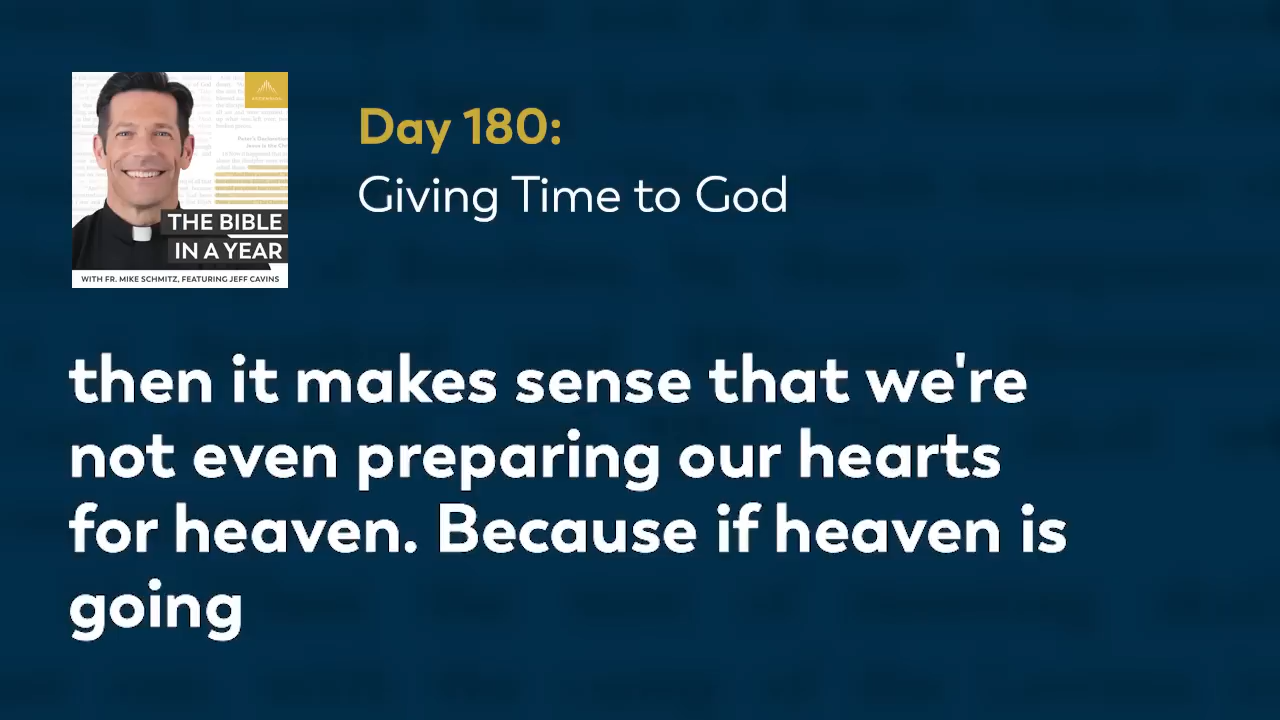 Day 180:
Giving Time to God
THE BIBLE
IN A YEAR
WITH FR. MIKE SCHMITZ, FEATURING JEFF CAVINS
then it makes sense that we're
not even preparing our hearts
for heaven. Because if heaven is
going